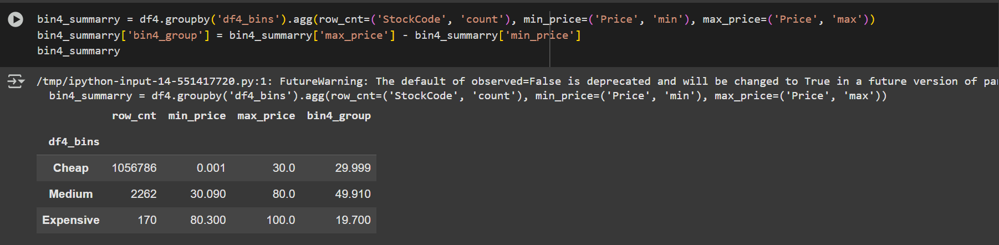 bin4_summarry = df4.groupby('df4_bins').agg(row_cnt=('StockCode', 'count'), min_price=('Price', 'min'), max_price=('Price', 'max'))
bin4_summarry['bin4_group'] = bin4_summarry['max_price'] - bin4_summarry['min_price']
bin4_summarry
/tmp/ipython-input-14-551417720.py:1: FutureWarning: The default of observed=False is deprecated and will be changed to True in a future version of
bin4_summarry = df4.groupby('df4_bins').agg(row_cnt=('StockCode', 'count'), min_price=('Price', 'min'), max_price=('Price', 'max'))
row_cnt min_price max_price bin4_group
df4_bins
Cheap 1056786 0.001 30.0 29.999
Medium 2262 30.090 80.0 49.910
Expensive 170 80.300 100.0 19.700